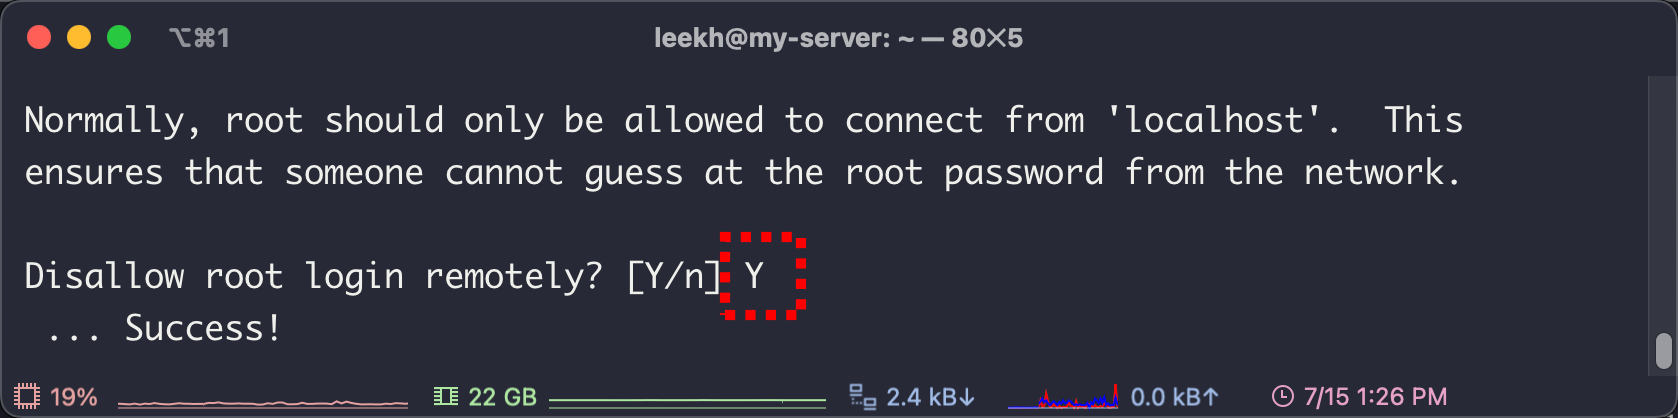 ⌥⌘1
leekh@my-server: ~ — 80×5
Normally, root should only be allowed to connect from 'localhost'.  This
ensures that someone cannot guess at the root password from the network.
Disallow root login remotely? [Y/n] Y
 ... Success!
19% 22 GB 2.4 kB↓ 0.0 kB↑ 7/15 1:26 PM